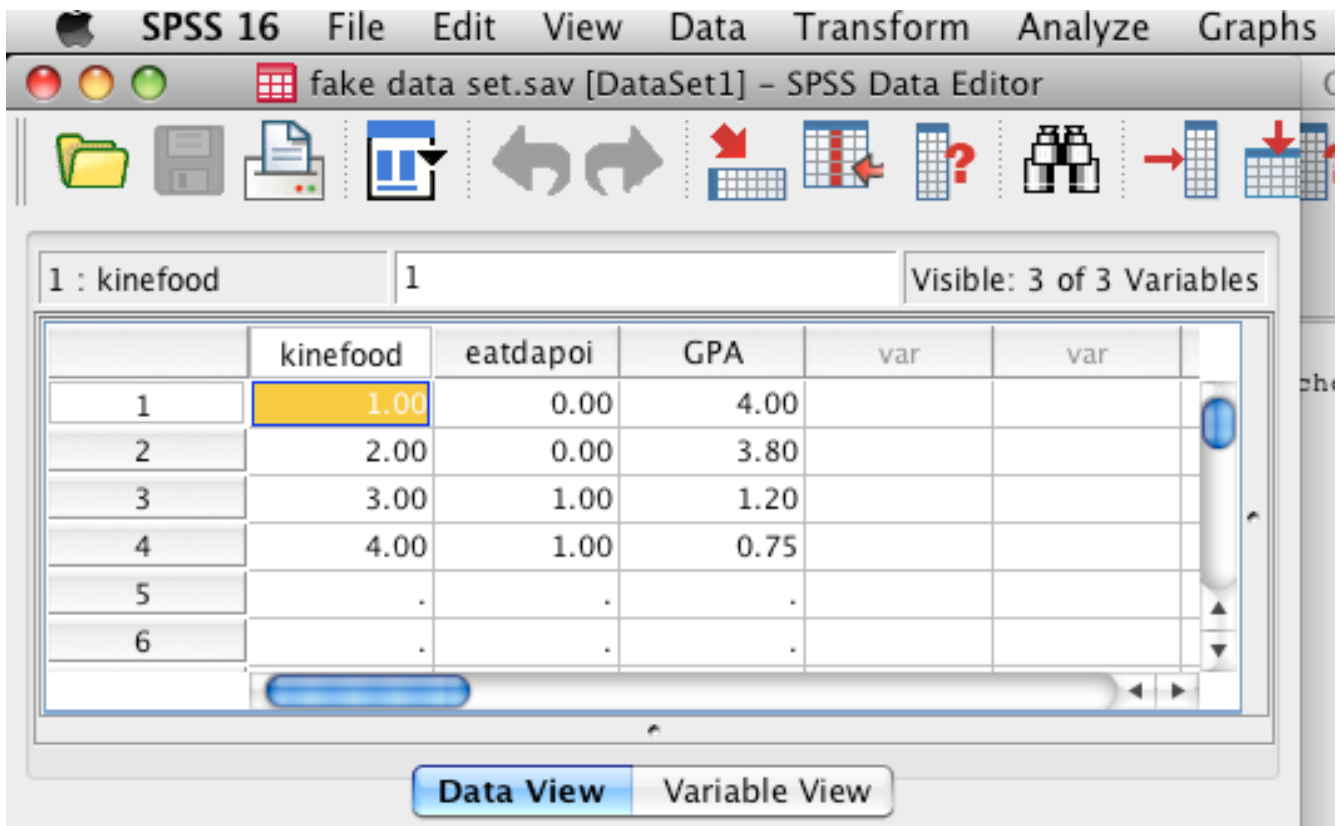 SPSS 16 File Edit View Data Transform Analyze Graphs
fake data set.sav [DataSet1] – SPSS Data Editor
1 : kinefood 1 Visible: 3 of 3 Variables
kinefood eatdapoi GPA var var
1 1.00 0.00 4.00
2 2.00 0.00 3.80
3 3.00 1.00 1.20
4 4.00 1.00 0.75
5 . . .
6 . . .
Data View Variable View